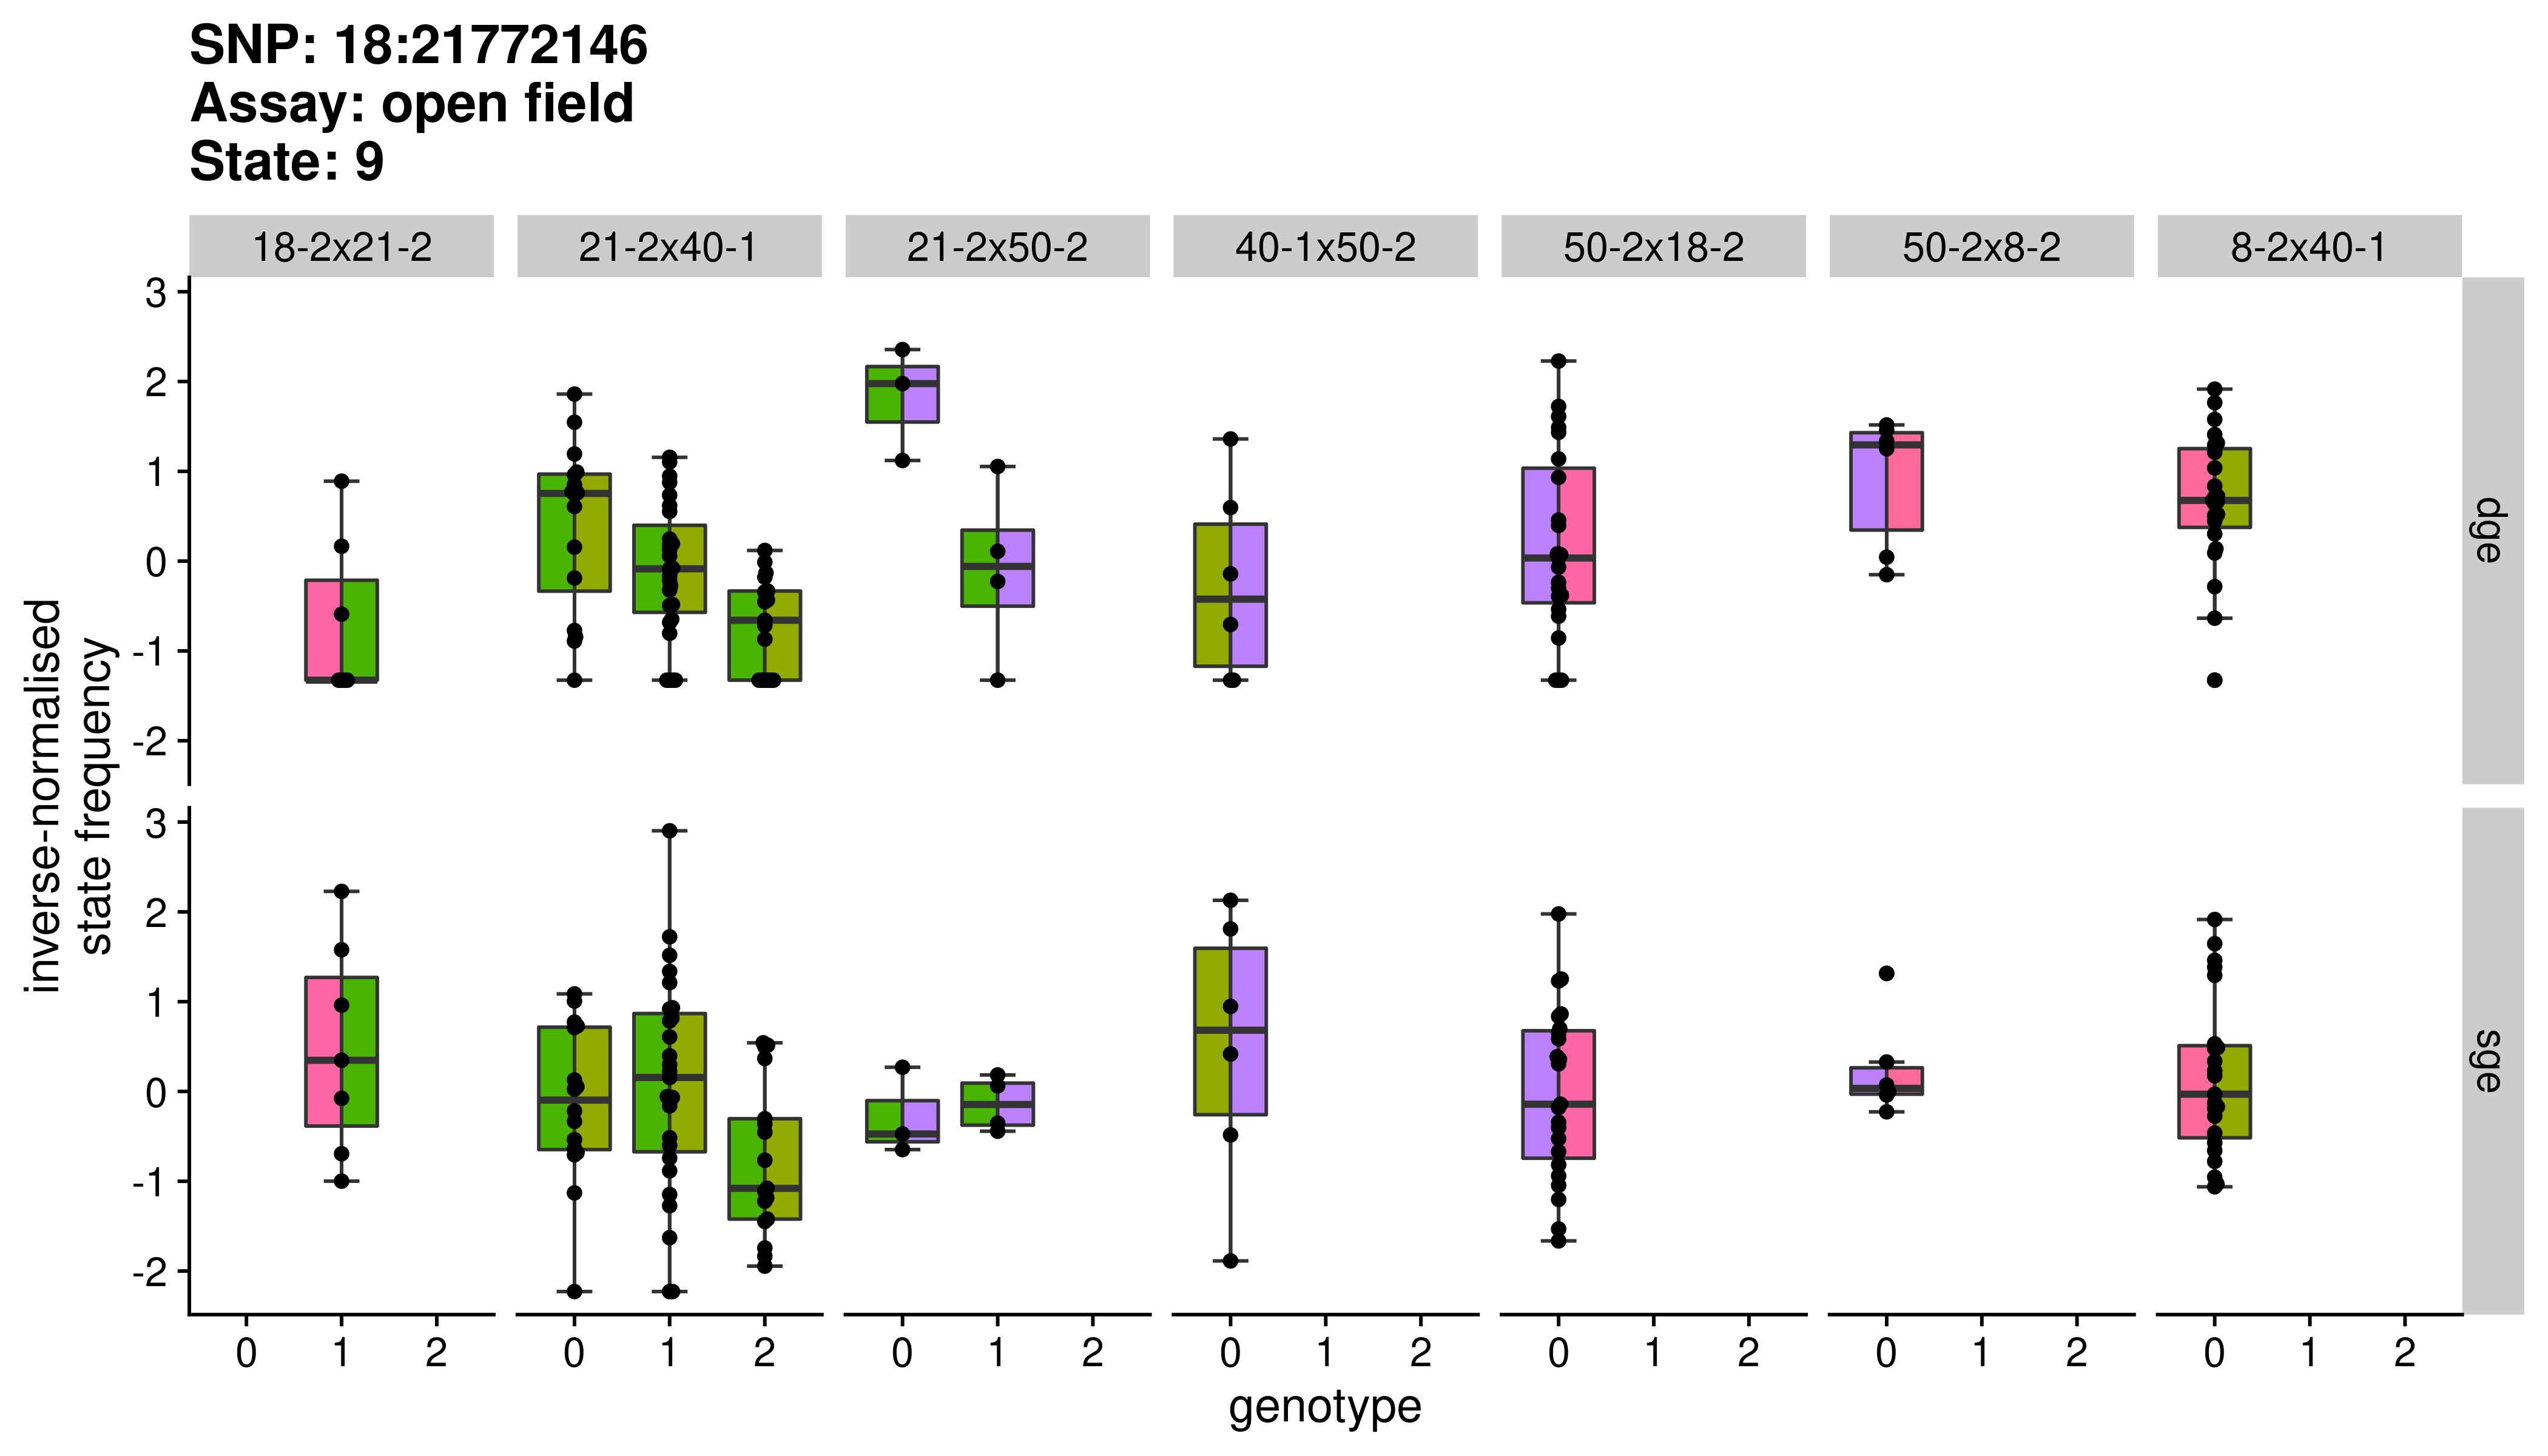 SNP: 18:21772146
Assay: open field
State: 9
18-2x21-2 21-2x40-1 21-2x50-2 40-1x50-2 50-2x18-2 50-2x8-2 8-2x40-1
3
2
1
0
-1
-2
dge
inverse-normalised
state frequency
3
2
1
0
-1
-2
sge
0 1 2 0 1 2 0 1 2 0 1 2 0 1 2 0 1 2 0 1 2
genotype